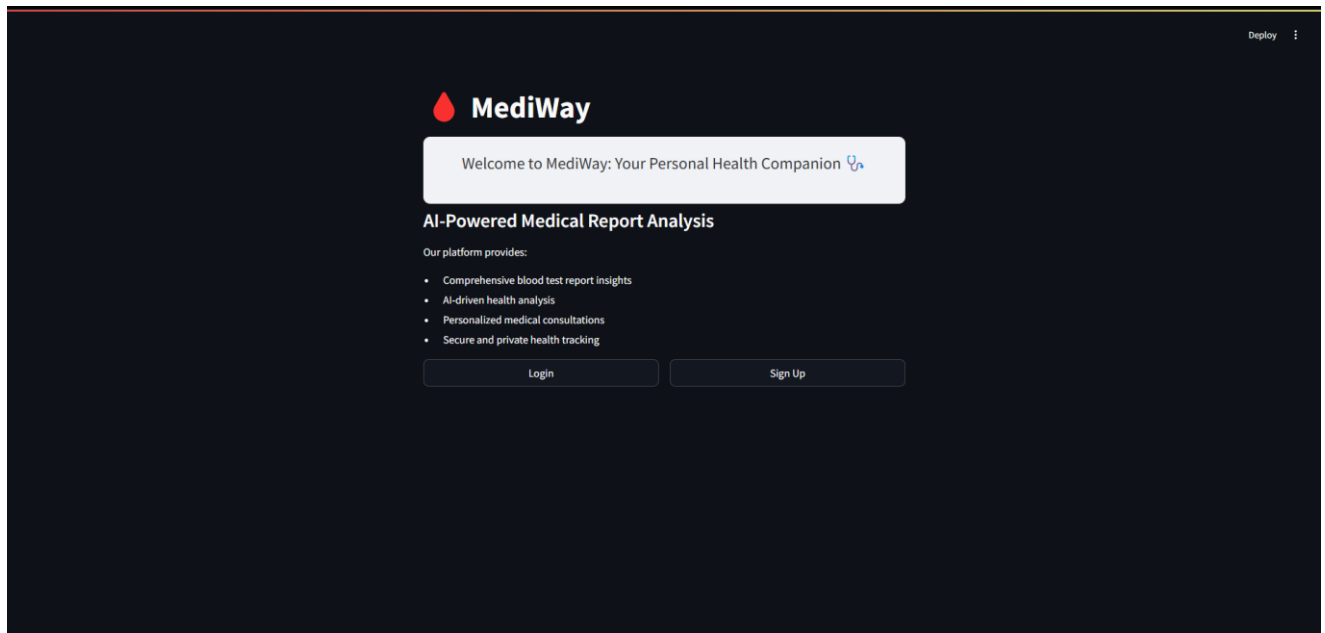 Deploy
MediWay
Welcome to MediWay: Your Personal Health Companion
AI-Powered Medical Report Analysis
Our platform provides:
• Comprehensive blood test report insights
• AI-driven health analysis
• Personalized medical consultations
• Secure and private health tracking
Login
Sign Up